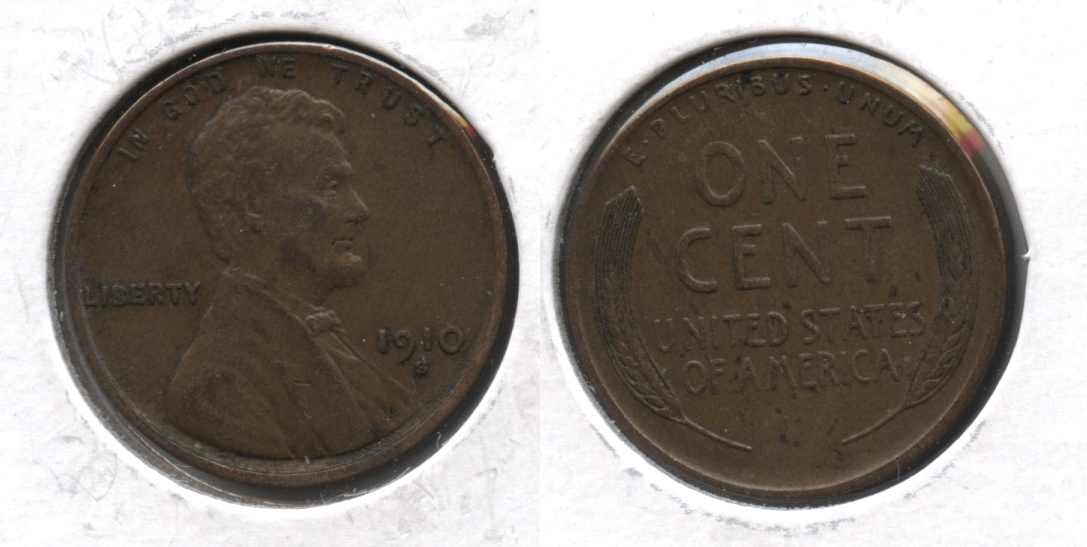 IN GOD WE TRUST
LIBERTY
1910
S
E·PLURIBUS·UNUM
ONE
CENT
UNITED STATES
OF AMERICA